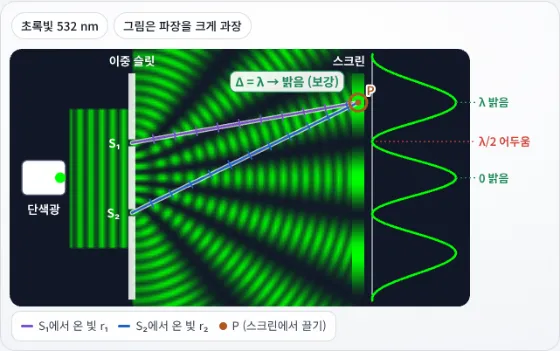 초록빛 532 nm
그림은 파장을 크게 과장
이중 슬릿
스크린
Δ = λ → 밝음 (보강)
P
λ 밝음
S₁
λ/2 어두움
0 밝음
단색광
S₂
S₁에서 온 빛 r₁
S₂에서 온 빛 r₂
P (스크린에서 끌기)